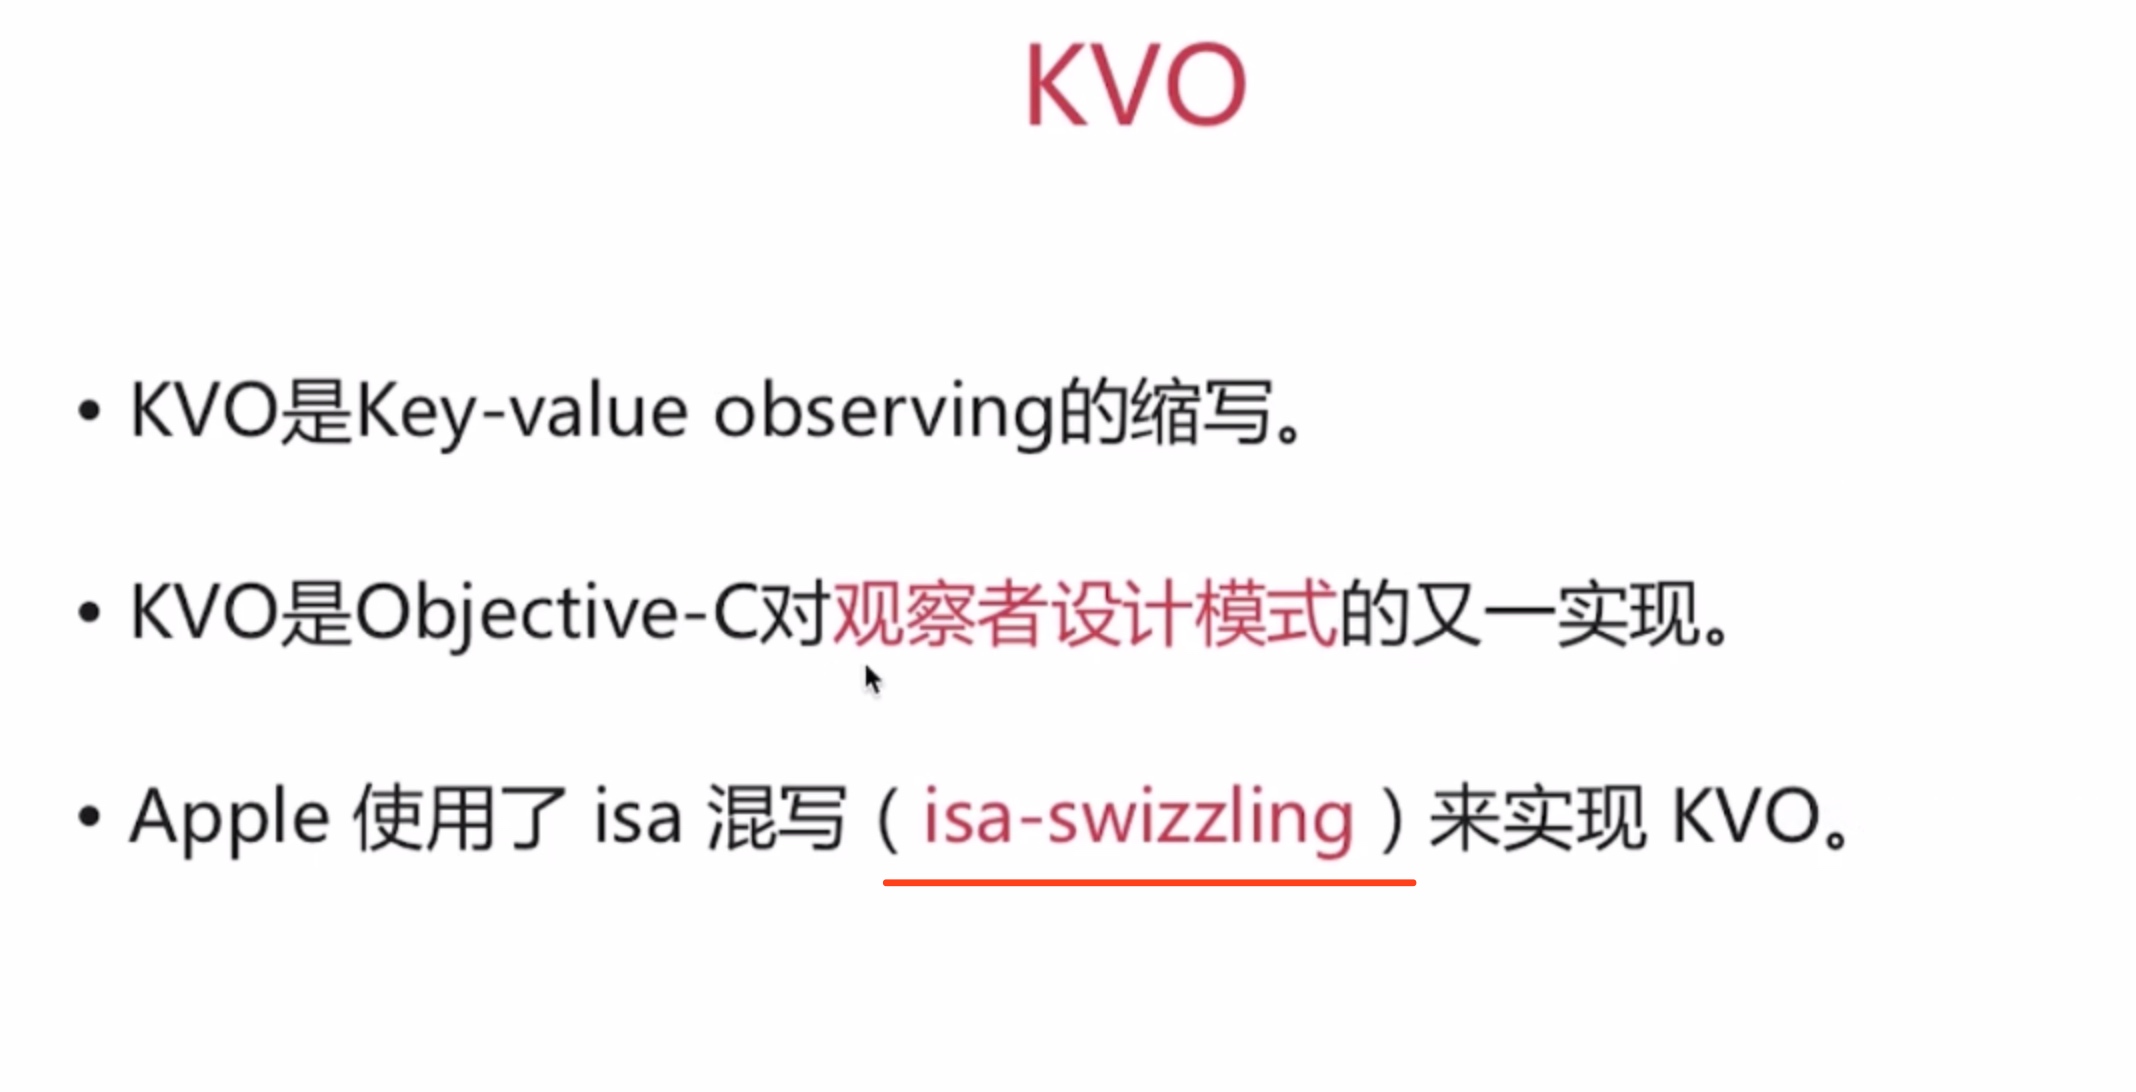 KVO
• KVO是Key-value observing的缩写。
• KVO是Objective-C对观察者设计模式的又一实现。
• Apple 使用了 isa 混写（ isa-swizzling ）来实现 KVO。